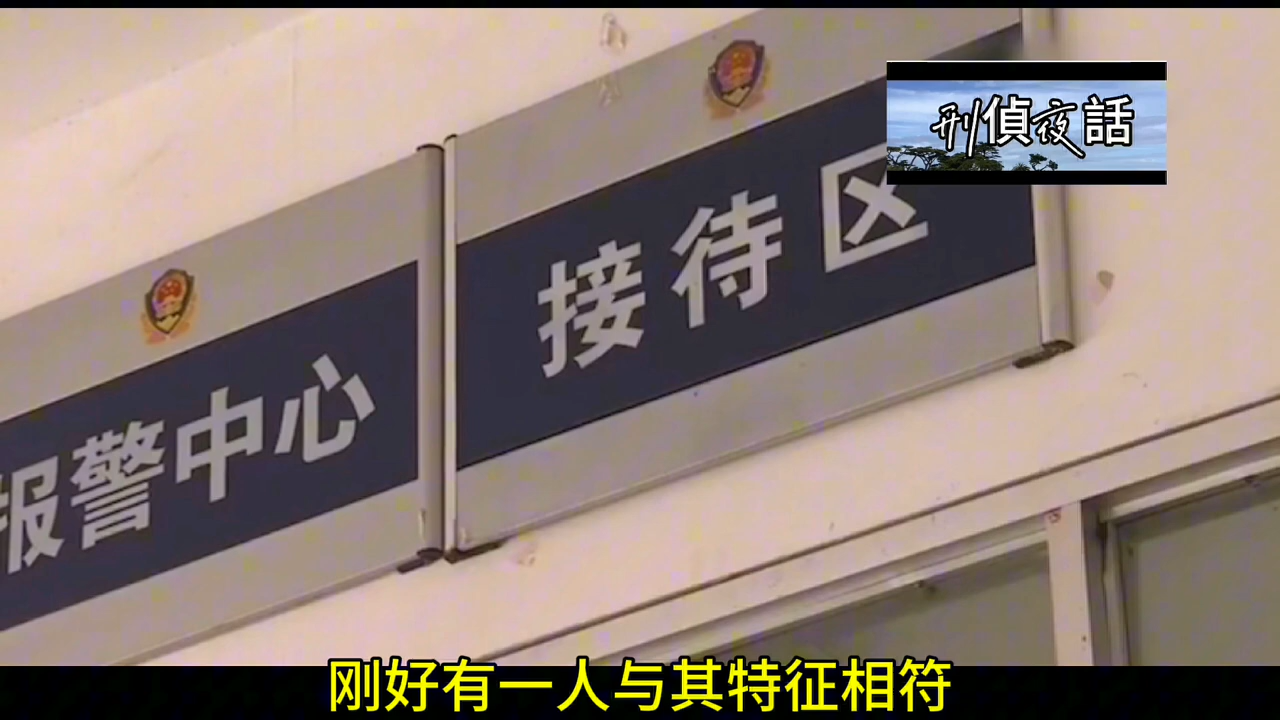 刑偵夜話
接待区
报警中心
刚好有一人与其特征相符